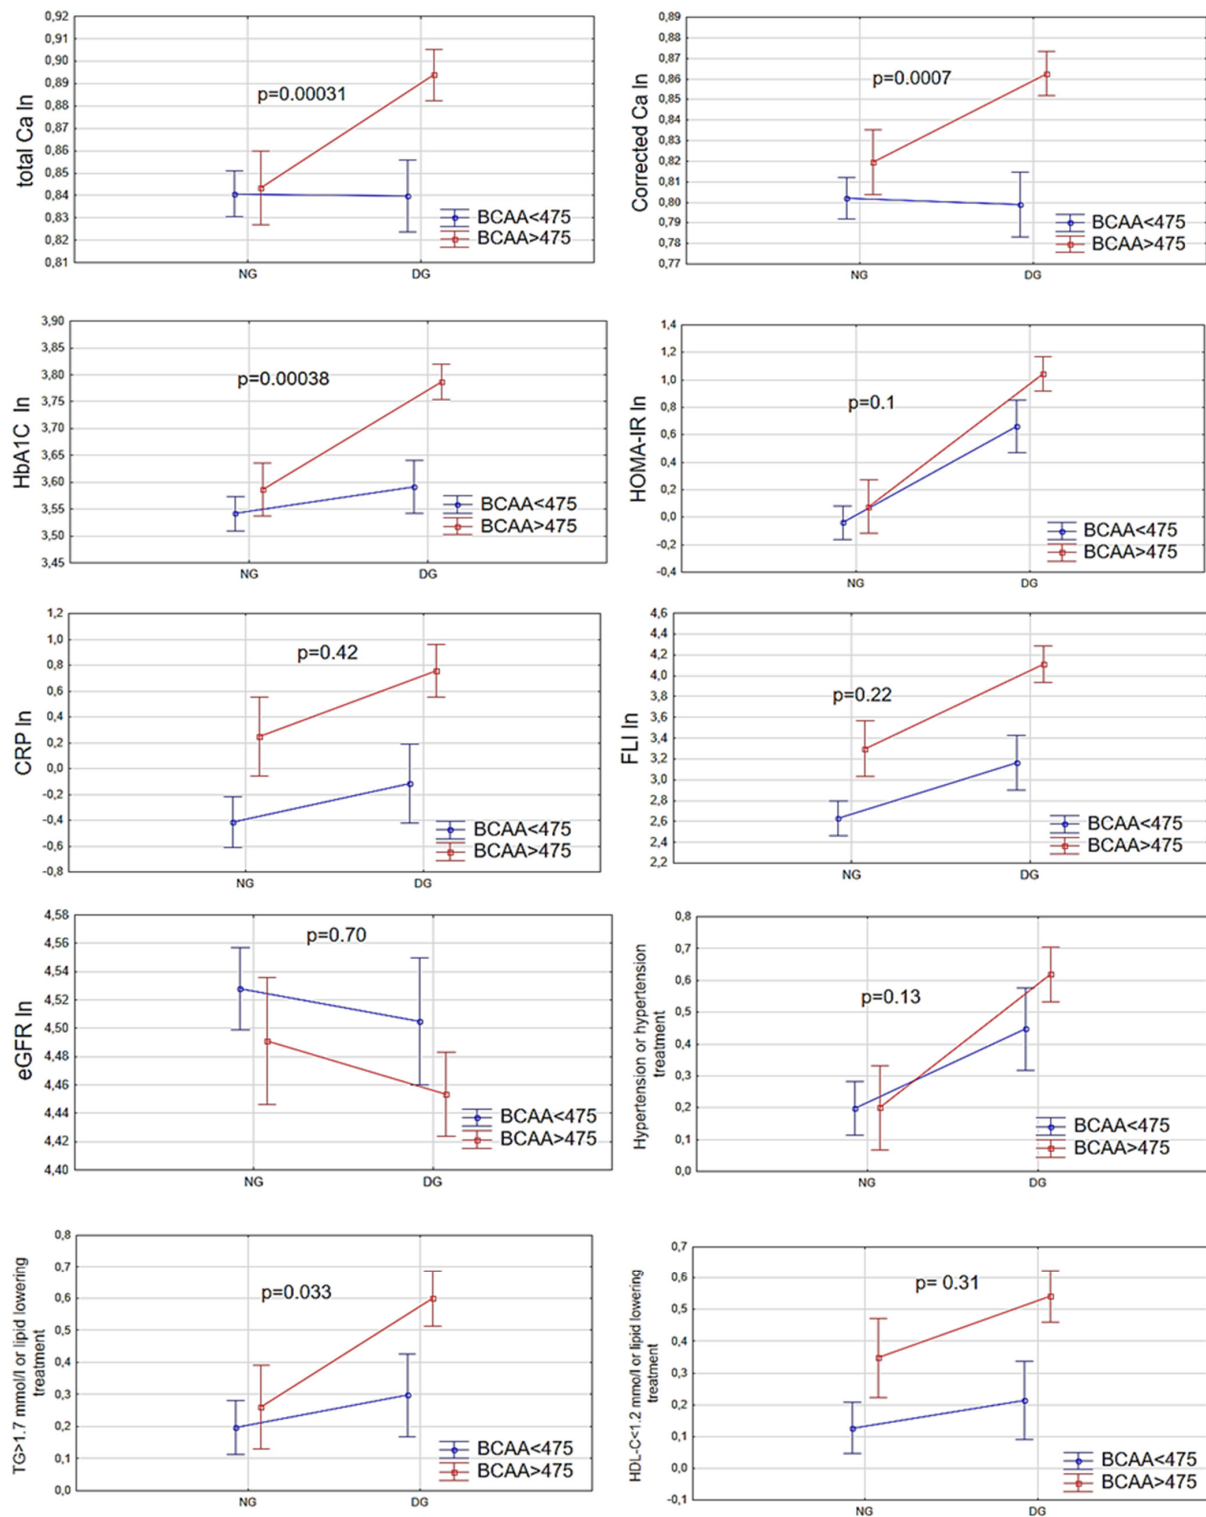 total Ca ln
0,92
0,91
0,90
0,89
0,88
0,87
0,86
0,85
0,84
0,83
0,82
0,81
p=0.00031
BCAA<475
BCAA>475
NG
DG
Corrected Ca ln
0,89
0,88
0,87
0,86
0,85
0,84
0,83
0,82
0,81
0,80
0,79
0,78
0,77
p=0.0007
BCAA<475
BCAA>475
NG
DG
HbA1C ln
3,90
3,85
3,80
3,75
3,70
3,65
3,60
3,55
3,50
3,45
p=0.00038
BCAA<475
BCAA>475
NG
DG
HOMA-IR ln
1,4
1,2
1,0
0,8
0,6
0,4
0,2
0,0
-0,2
-0,4
p=0.1
BCAA<475
BCAA>475
NG
DG
CRP ln
1,2
1,0
0,8
0,6
0,4
0,2
0,0
-0,2
-0,4
-0,6
-0,8
p=0.42
BCAA<475
BCAA>475
NG
DG
FLI ln
4,6
4,4
4,2
4,0
3,8
3,6
3,4
3,2
3,0
2,8
2,6
2,4
2,2
p=0.22
BCAA<475
BCAA>475
NG
DG
eGFR ln
4,58
4,56
4,54
4,52
4,50
4,48
4,46
4,44
4,42
4,40
p=0.70
BCAA<475
BCAA>475
NG
DG
Hypertension or hypertension
treatment
0,8
0,7
0,6
0,5
0,4
0,3
0,2
0,1
0,0
p=0.13
BCAA<475
BCAA>475
NG
DG
TG>1.7 mmol/l or lipid lowering
treatment
0,8
0,7
0,6
0,5
0,4
0,3
0,2
0,1
0,0
p=0.033
BCAA<475
BCAA>475
NG
DG
HDL-C<1.2 mmo/l or lipid lowering
treatment
0,7
0,6
0,5
0,4
0,3
0,2
0,1
0,0
-0,1
p= 0.31
BCAA<475
BCAA>475
NG
DG